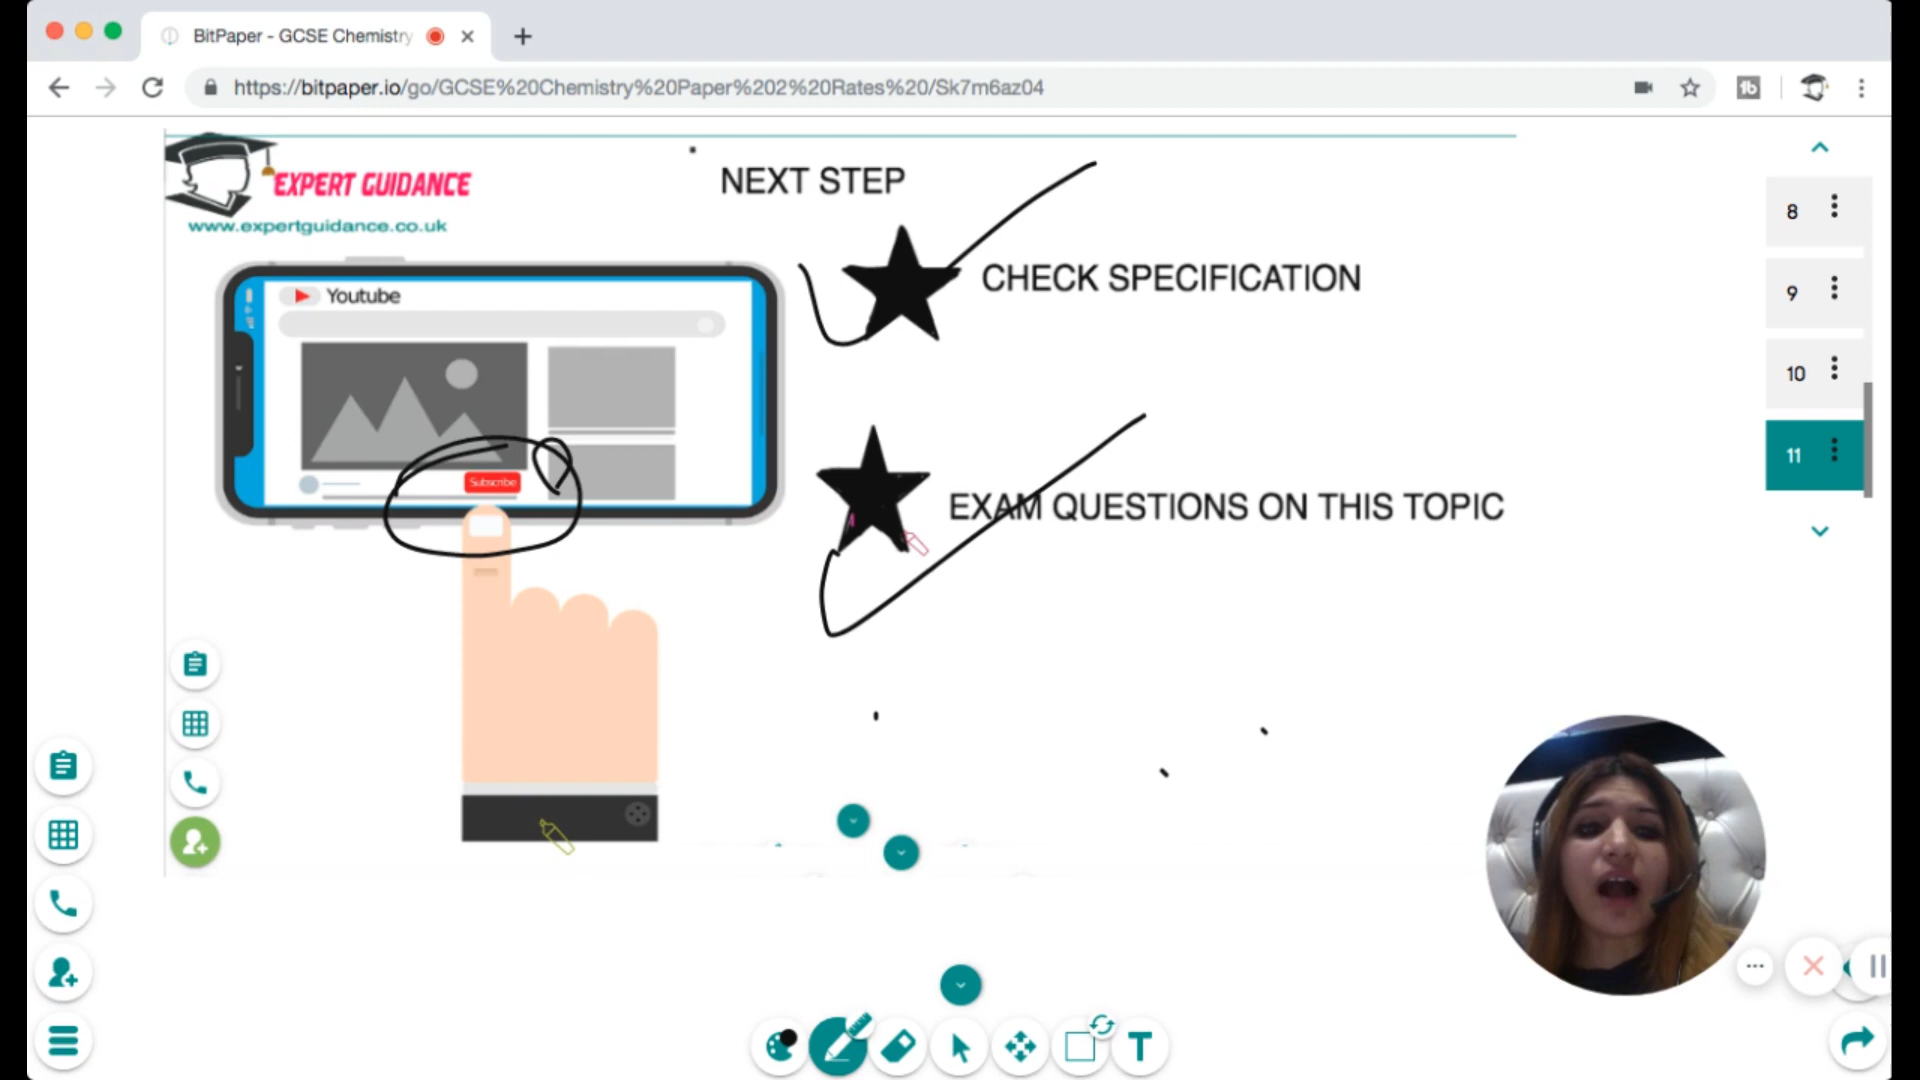 BitPaper - GCSE Chemistry
https://bitpaper.io/go/GCSE%20Chemistry%20Paper%202%20Rates%20/Sk7m6az04
EXPERT GUIDANCE
www.expertguidance.co.uk
NEXT STEP
Youtube
CHECK SPECIFICATION
Subscribe
EXAM QUESTIONS ON THIS TOPIC
8
9
10
11
T